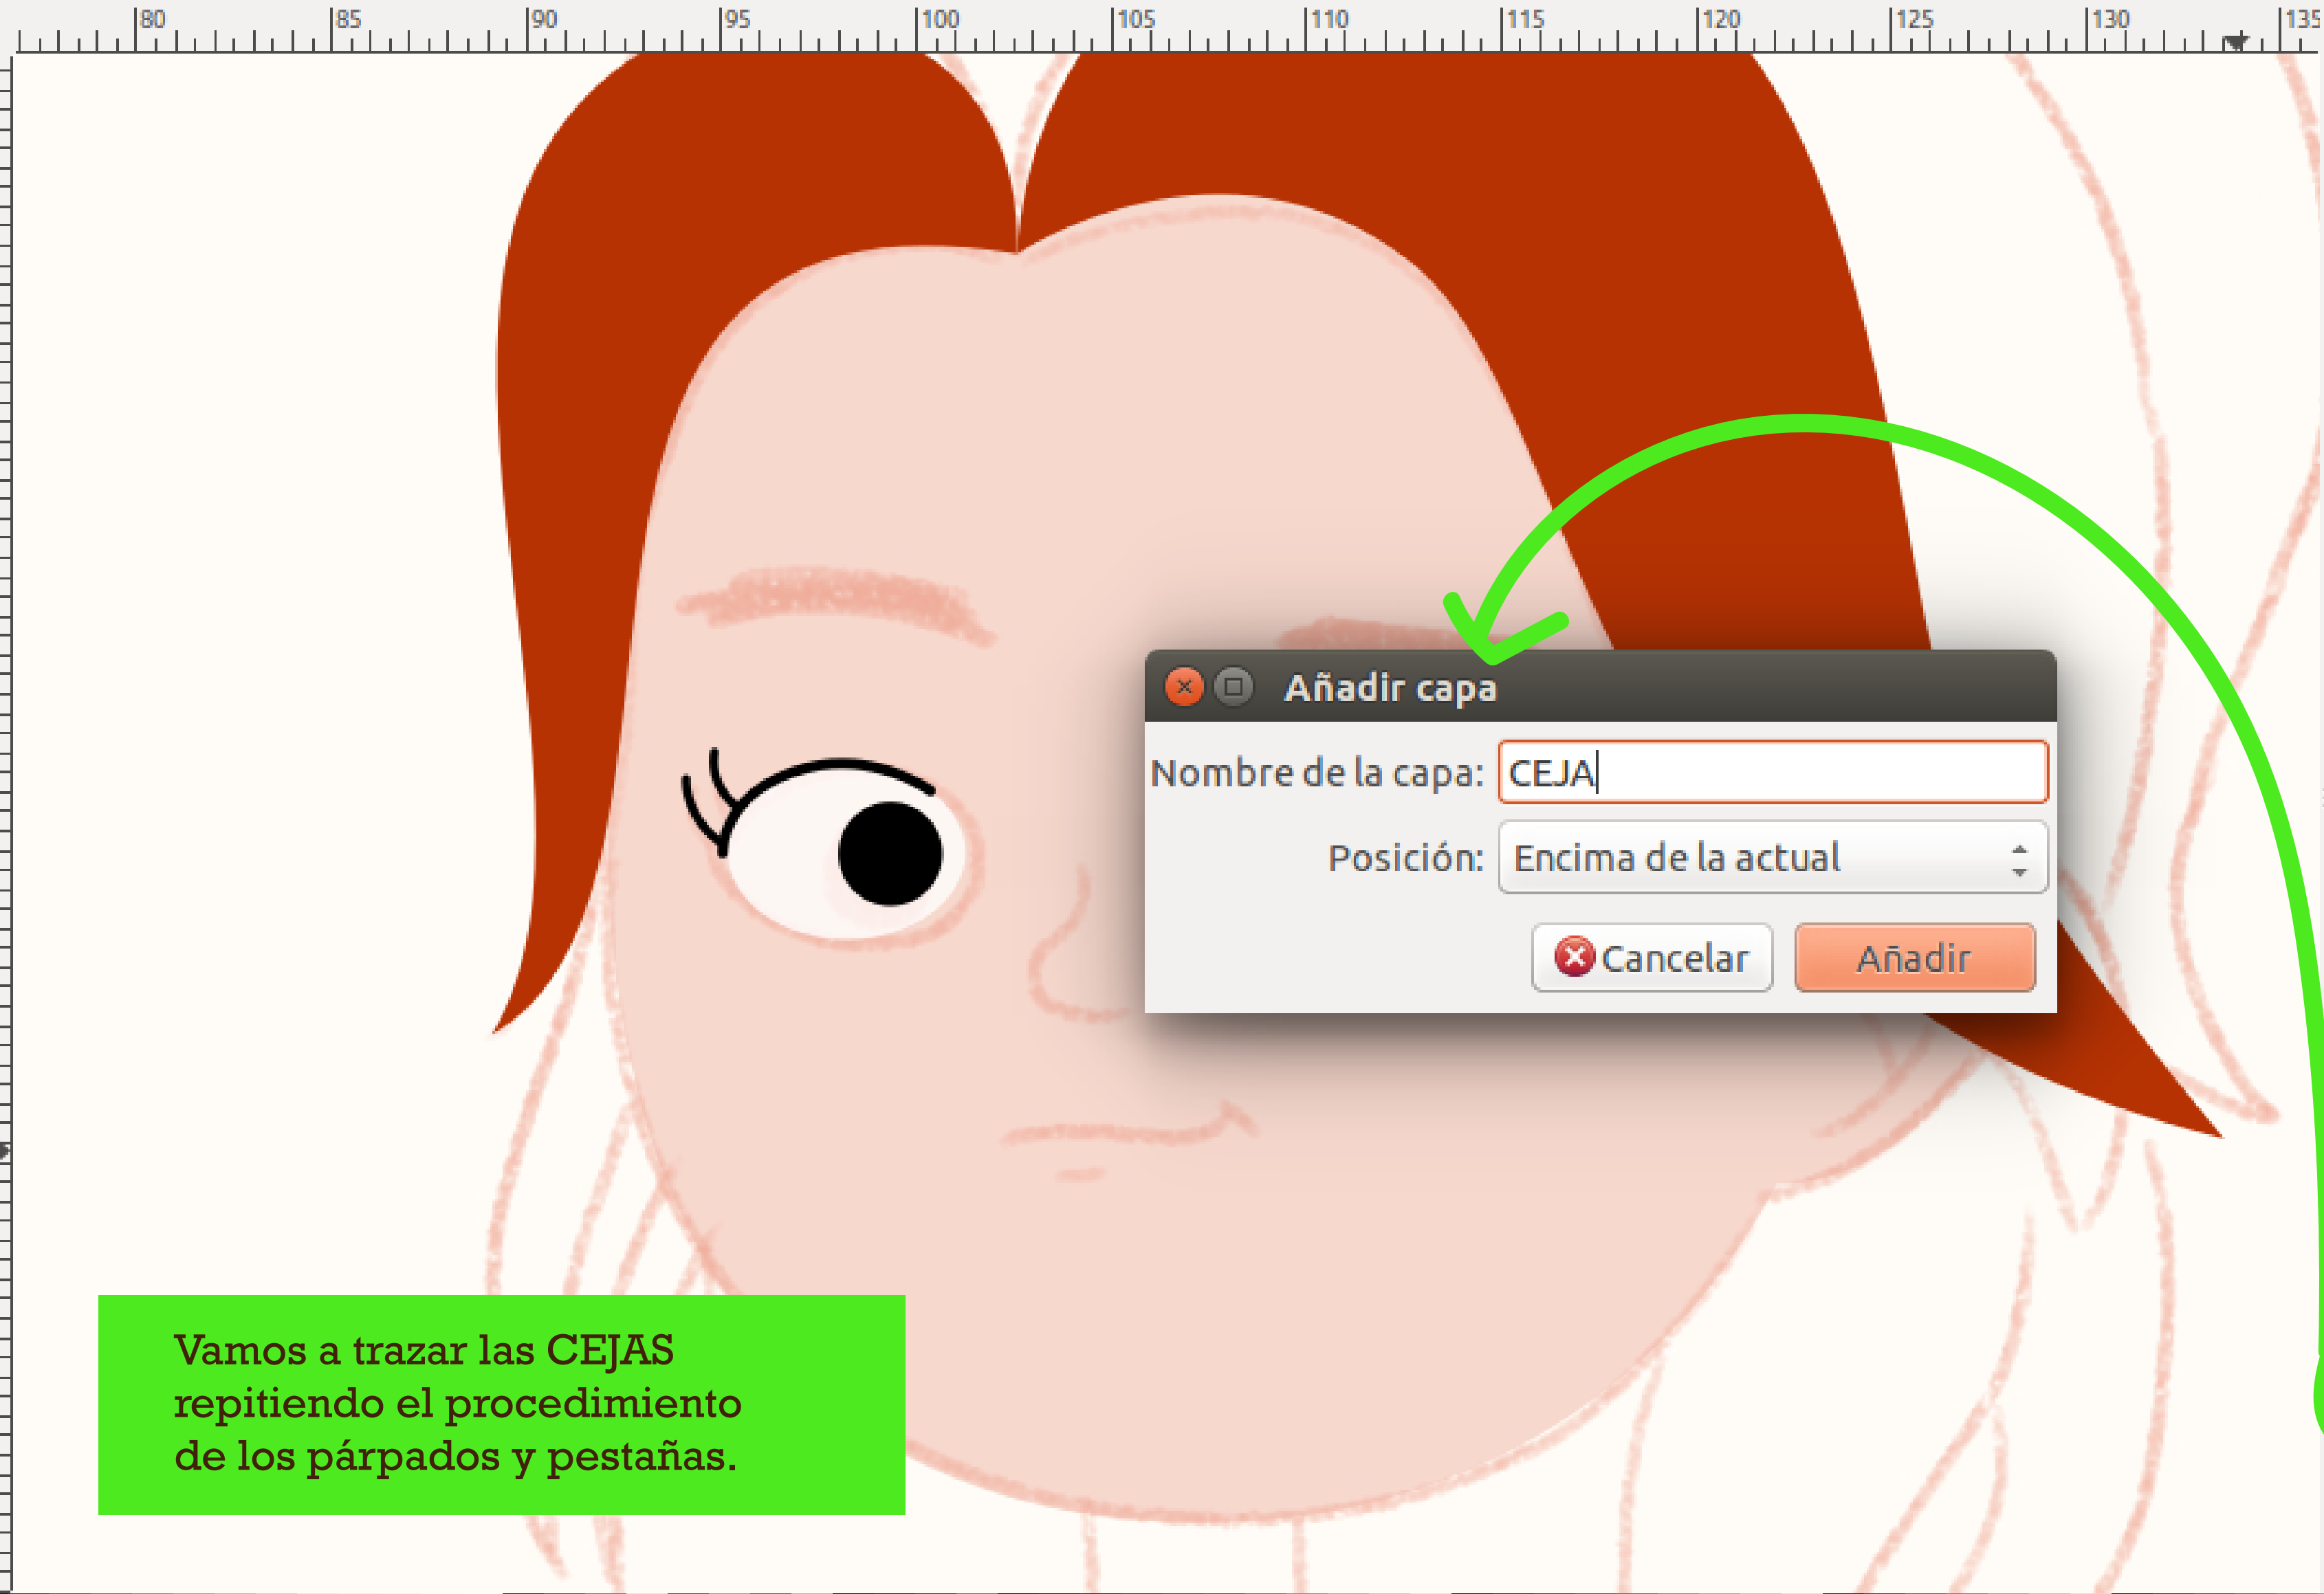 80 85 90 95 100 105 110 115 120 125 130 135
Añadir capa
Nombre de la capa: CEJA
Posición: Encima de la actual
Cancelar Añadir
Vamos a trazar las CEJAS
repitiendo el procedimiento
de los párpados y pestañas.